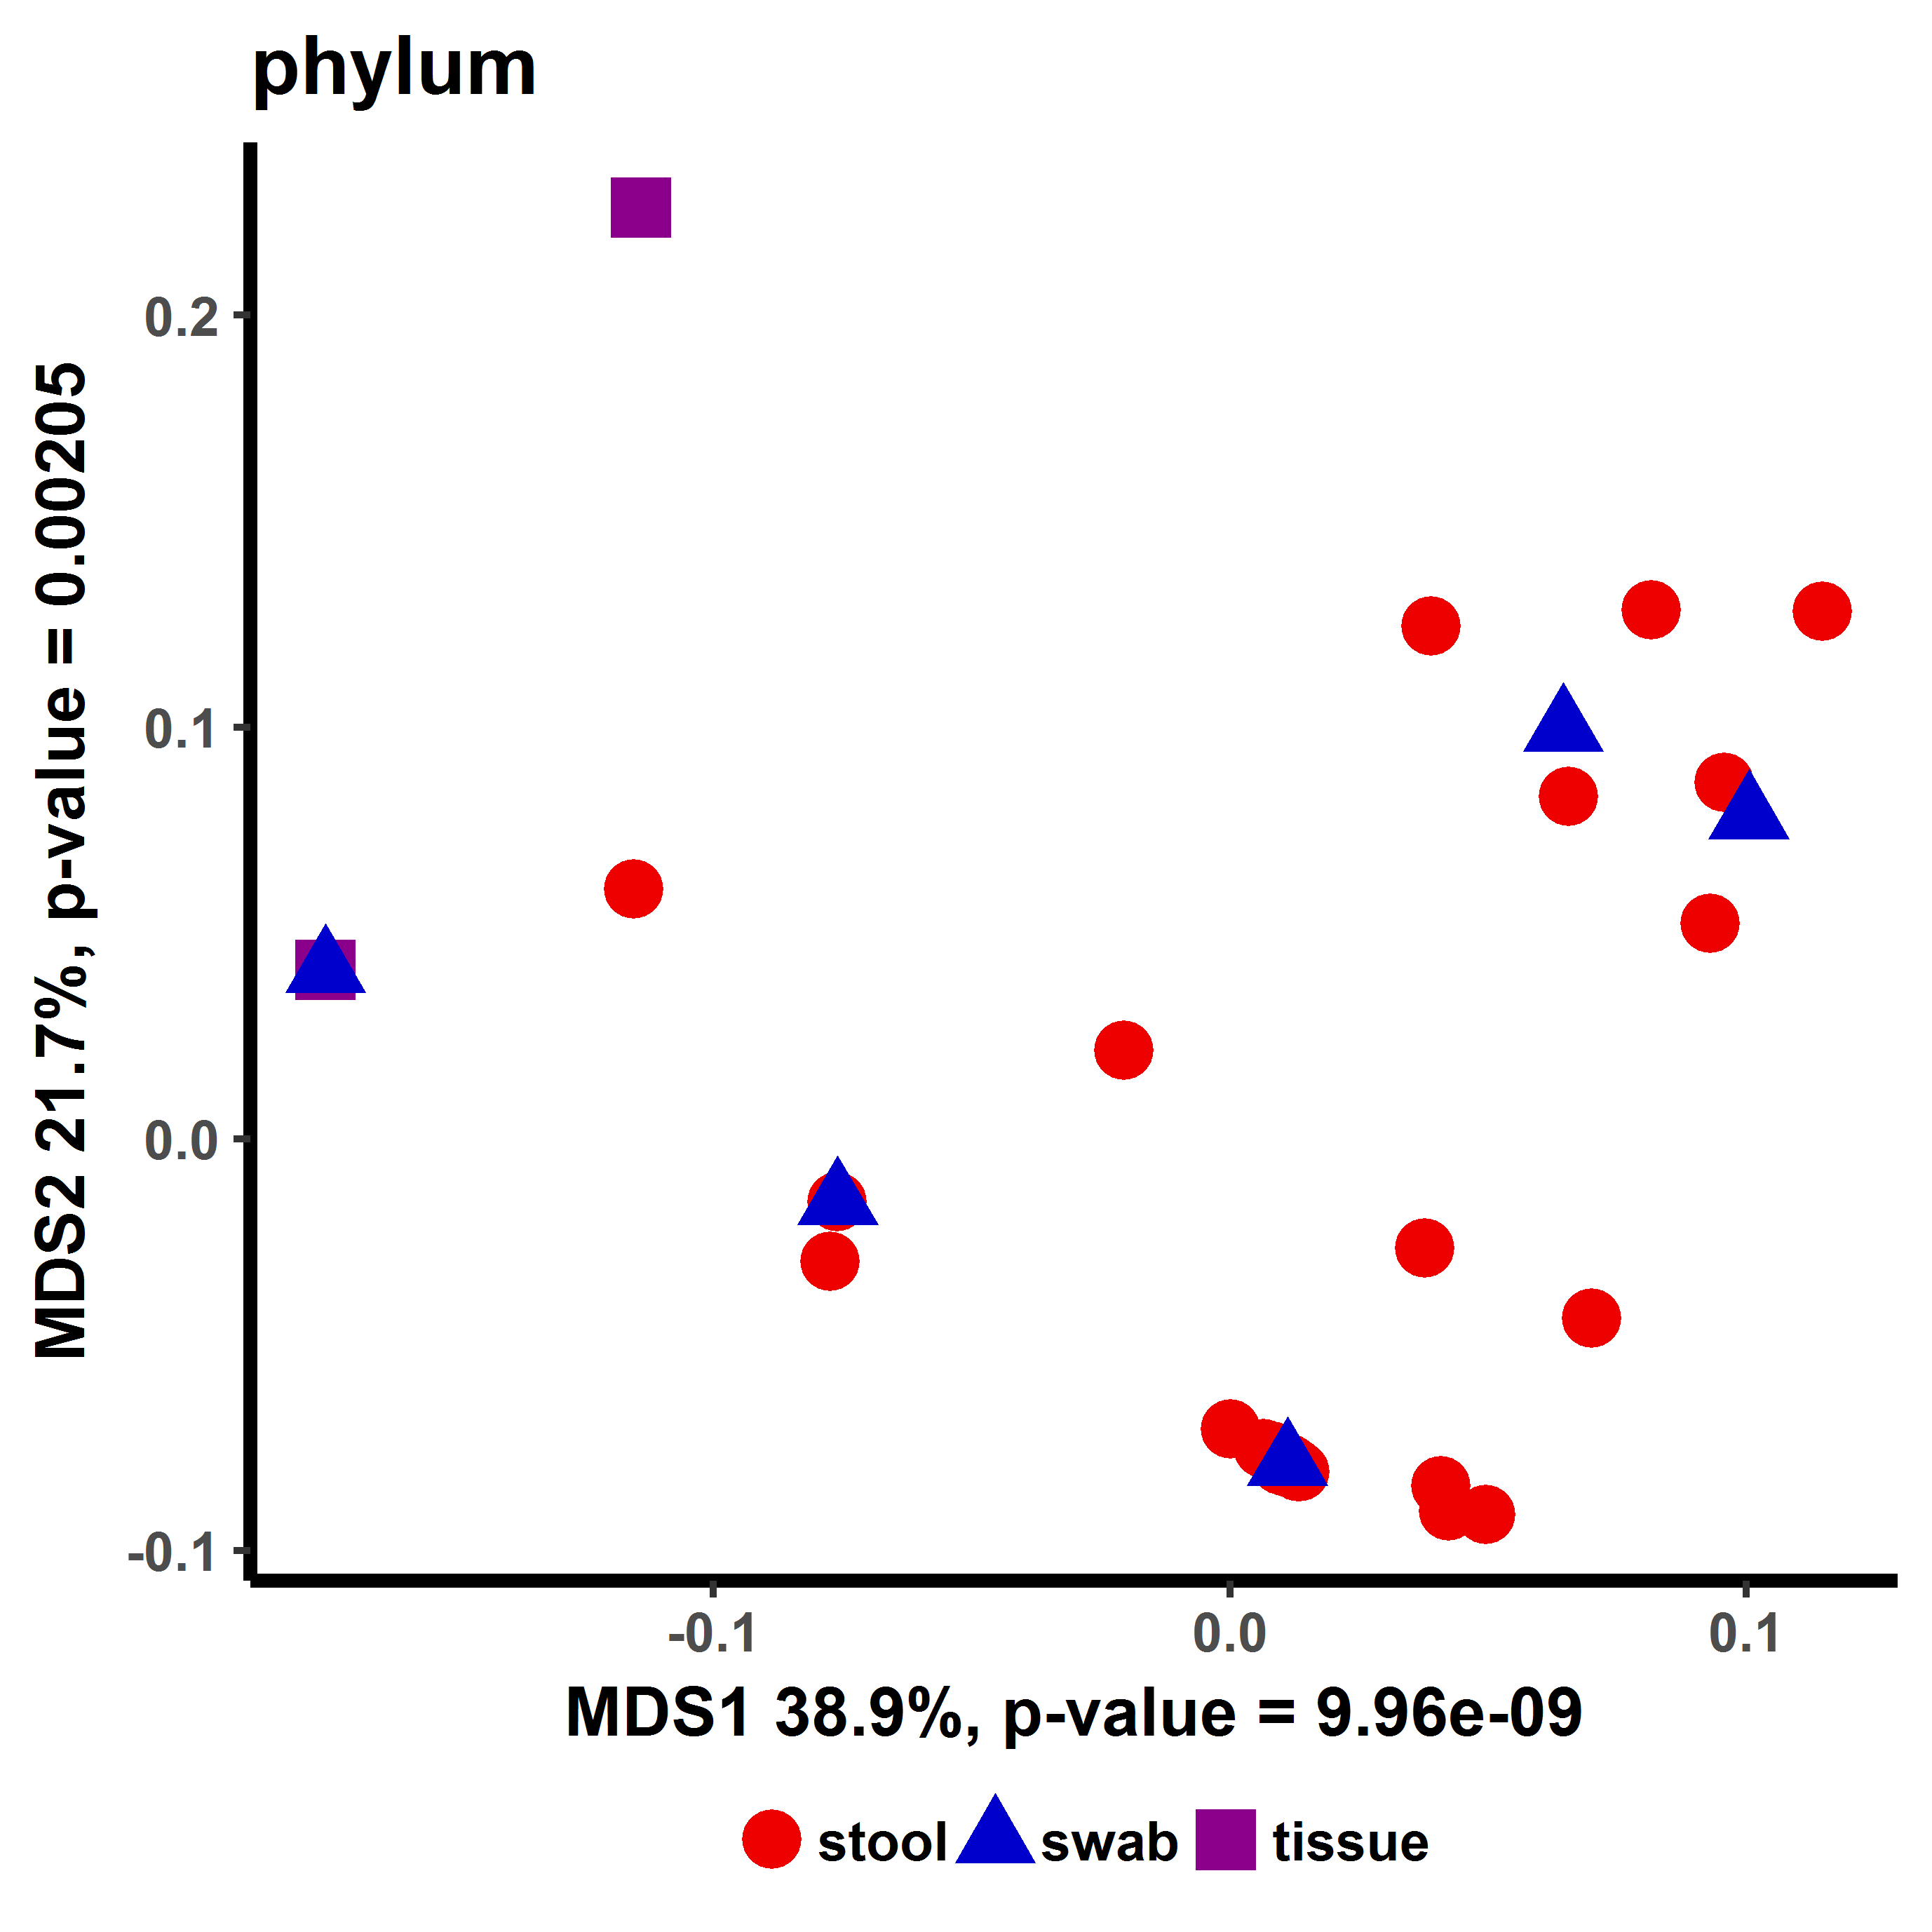 phylum
MDS2 21.7%, p-value = 0.00205
0.2
0.1
0.0
-0.1
-0.1 0.0 0.1
MDS1 38.9%, p-value = 9.96e-09
stool swab tissue